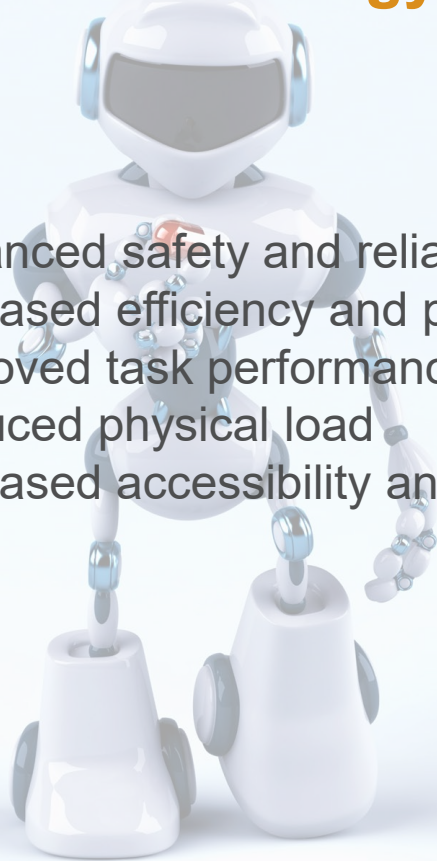 anced safety and relia
ased efficiency and p
oved task performanc
uced physical load
ased accessibility an